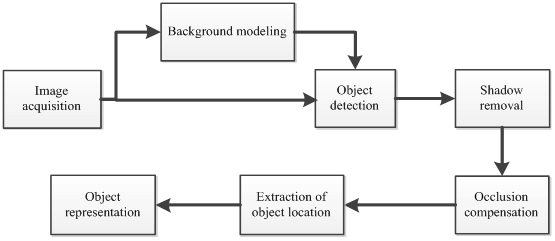 Background modeling
Image
acquisition
Object
detection
Shadow
removal
Object
representation
Extraction of
object location
Occlusion
compensation